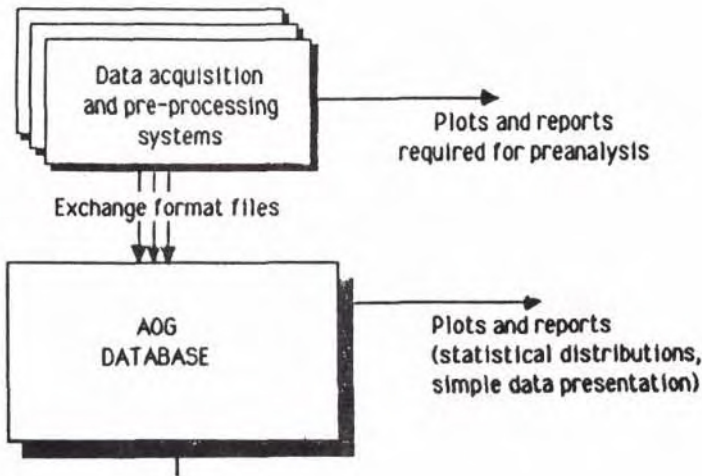 Data acquisition
and pre-processing
systems
Plots and reports
required for preanalysis
Exchange format files
AOG
DATABASE
Plots and reports
(statistical distributions,
simple data presentation)